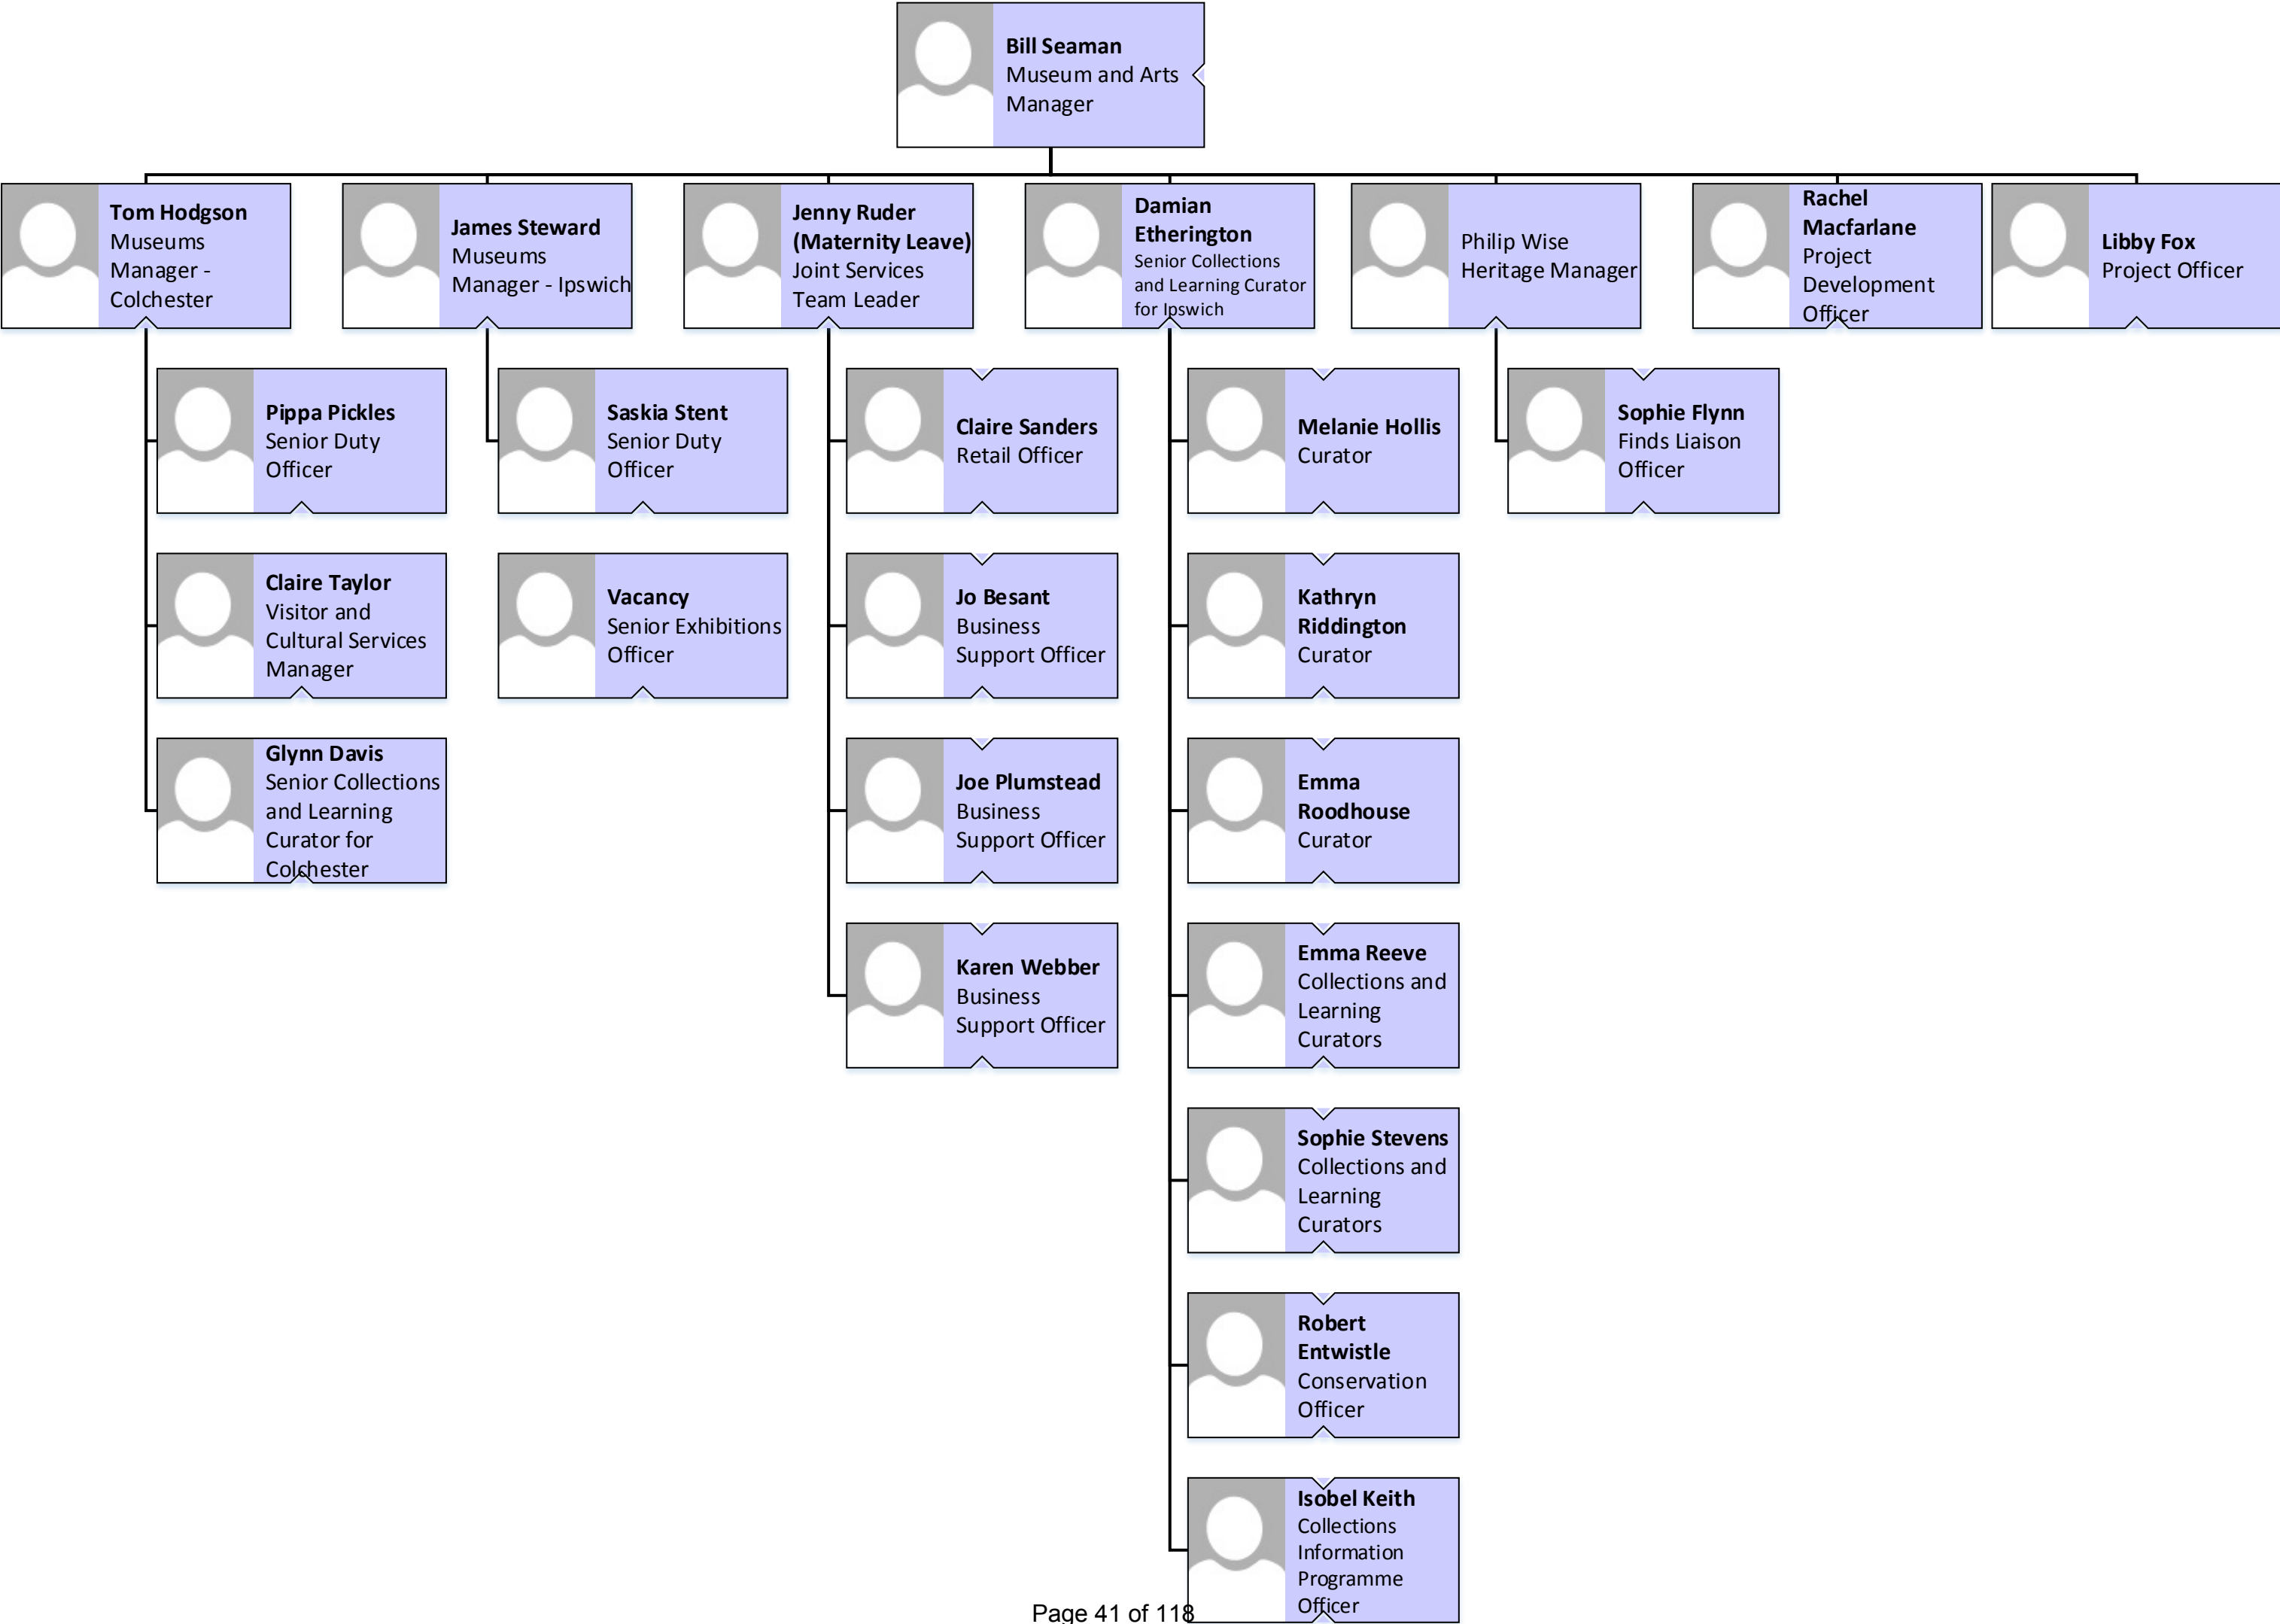 Bill Seaman
Museum and Arts
Manager
Tom Hodgson
Museums
Manager -
Colchester
James Steward
Museums
Manager - Ipswich
Jenny Ruder
(Maternity Leave)
Joint Services
Team Leader
Damian
Etherington
Senior Collections
and Learning Curator
for Ipswich
Philip Wise
Heritage Manager
Rachel
Macfarlane
Project
Development
Officer
Libby Fox
Project Officer
Pippa Pickles
Senior Duty
Officer
Saskia Stent
Senior Duty
Officer
Claire Sanders
Retail Officer
Melanie Hollis
Curator
Sophie Flynn
Finds Liaison
Officer
Claire Taylor
Visitor and
Cultural Services
Manager
Vacancy
Senior Exhibitions
Officer
Jo Besant
Business
Support Officer
Kathryn
Riddington
Curator
Glynn Davis
Senior Collections
and Learning
Curator for
Colchester
Joe Plumstead
Business
Support Officer
Emma
Roodhouse
Curator
Karen Webber
Business
Support Officer
Emma Reeve
Collections and
Learning
Curators
Sophie Stevens
Collections and
Learning
Curators
Robert
Entwistle
Conservation
Officer
Isobel Keith
Collections
Information
Programme
Officer
Page 41 of 118